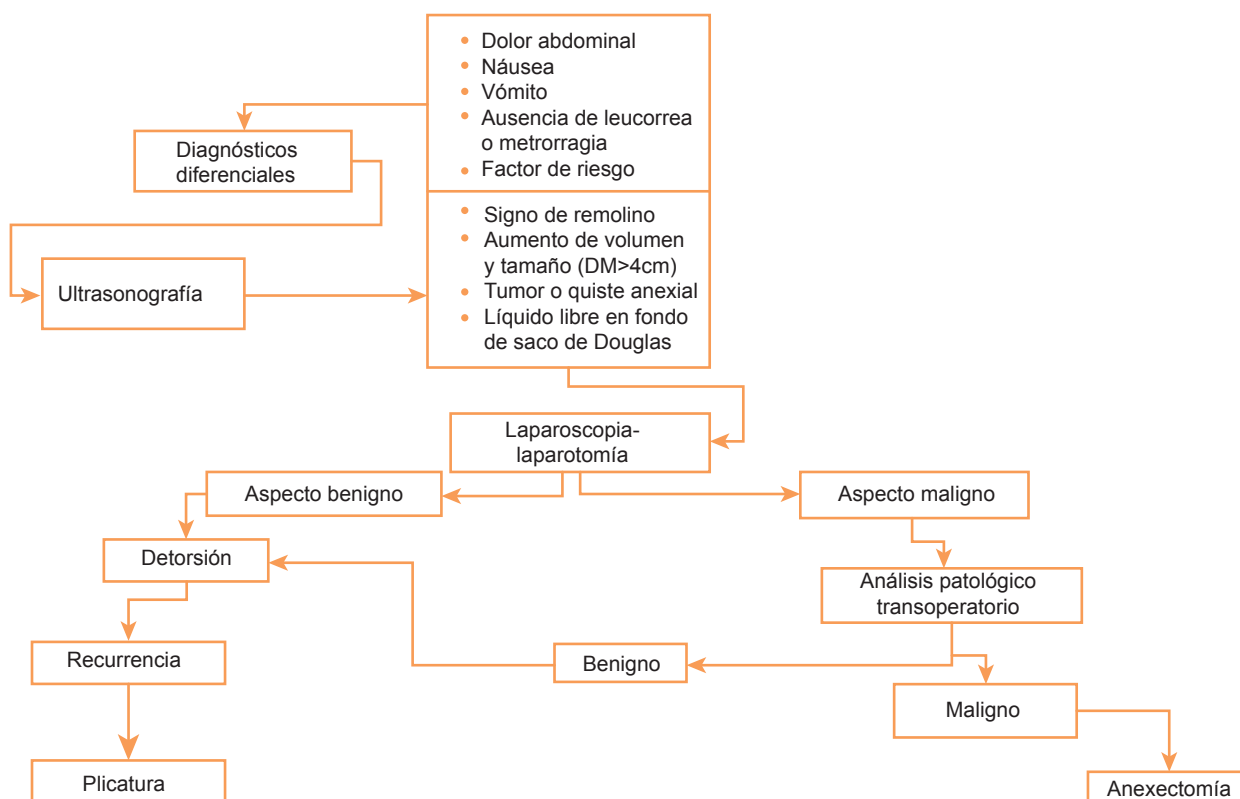 • Dolor abdominal
• Náusea
• Vómito
• Ausencia de leucorrea
o metrorragia
• Factor de riesgo
Diagnósticos
diferenciales
Ultrasonografía
• Signo de remolino
• Aumento de volumen
y tamaño (DM>4cm)
• Tumor o quiste anexial
• Líquido libre en fondo
de saco de Douglas
Laparoscopia-
laparotomía
Aspecto benigno
Aspecto maligno
Detorsión
Análisis patológico
transoperatorio
Recurrencia
Benigno
Maligno
Plicatura
Anexectomía